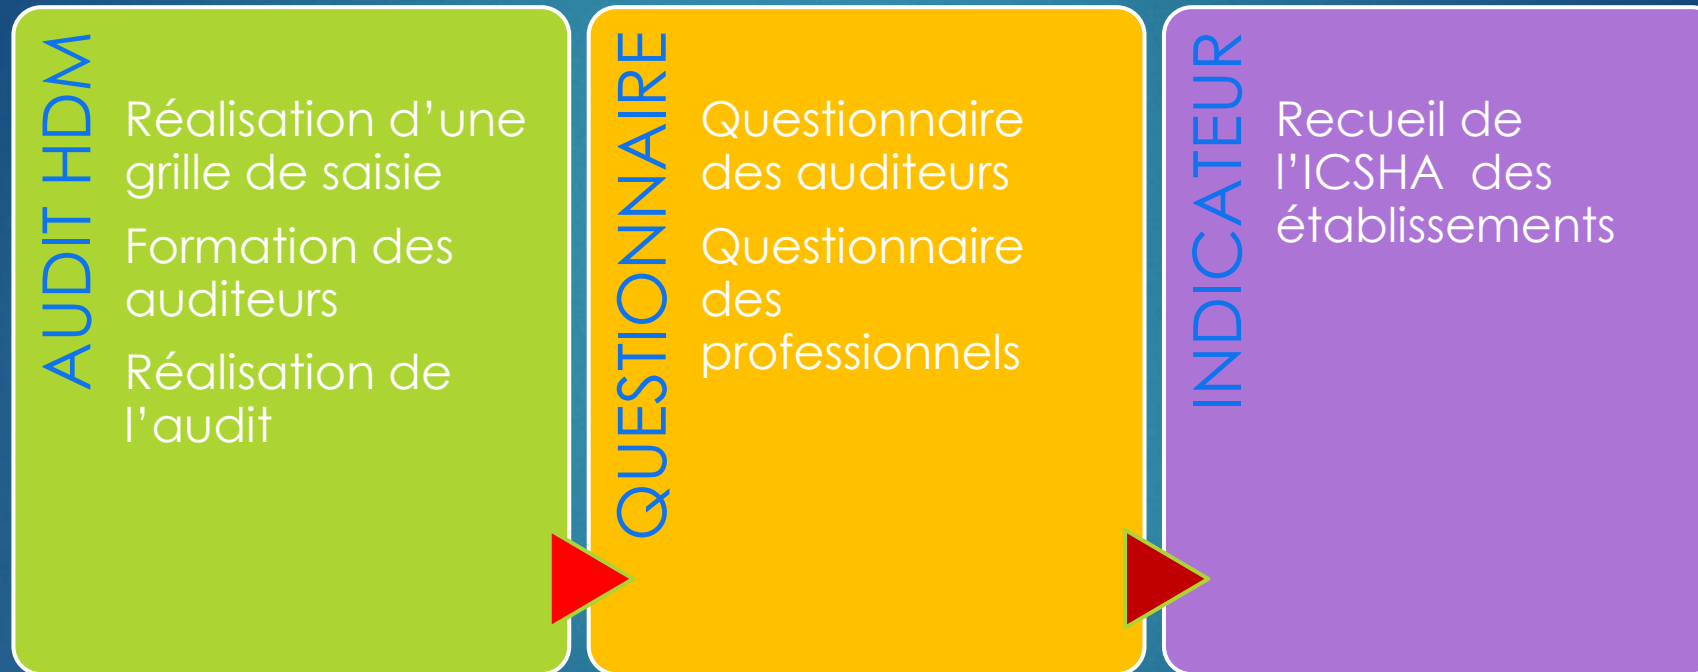 AUDIT HDM
Réalisation d’une
grille de saisie
Formation des
auditeurs
Réalisation de
l’audit
QUESTIONNAIRE
Questionnaire
des auditeurs
Questionnaire
des
professionnels
INDICATEUR
Recueil de
l’ICSHA  des
établissements